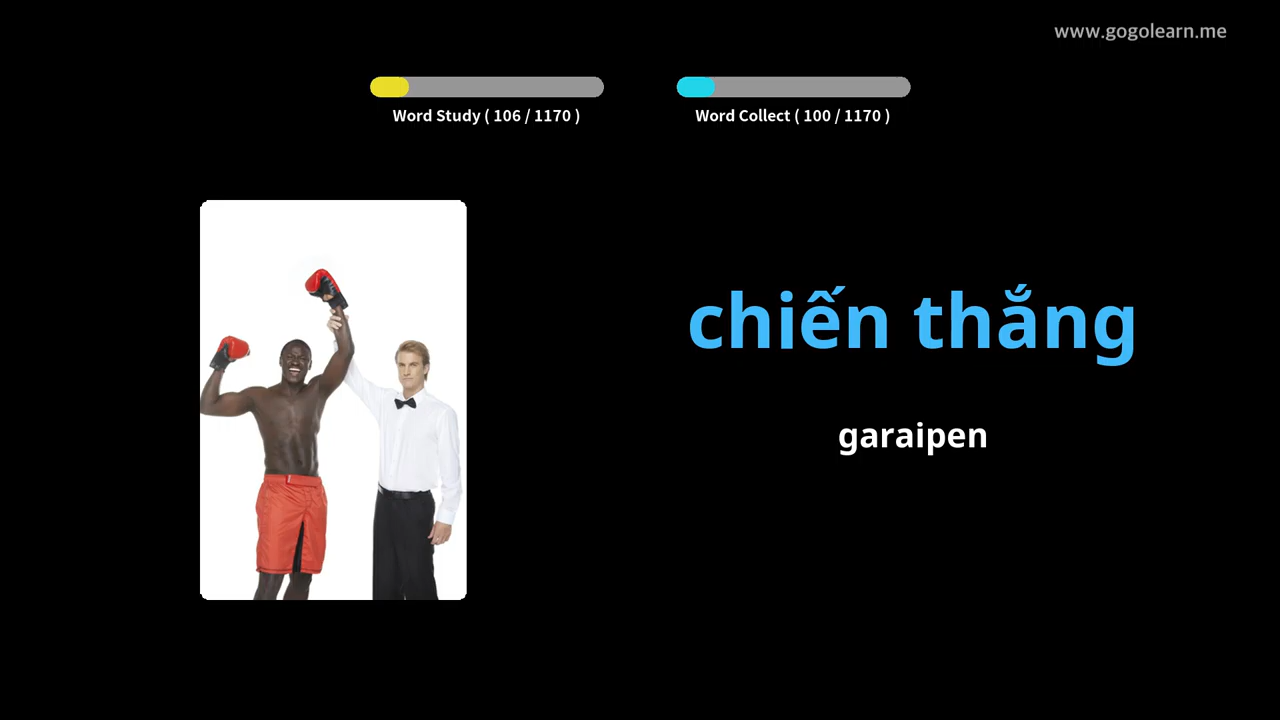 www.gogolearn.me
Word Study ( 106 / 1170 )
Word Collect ( 100 / 1170 )
chiến thắng
garaipen